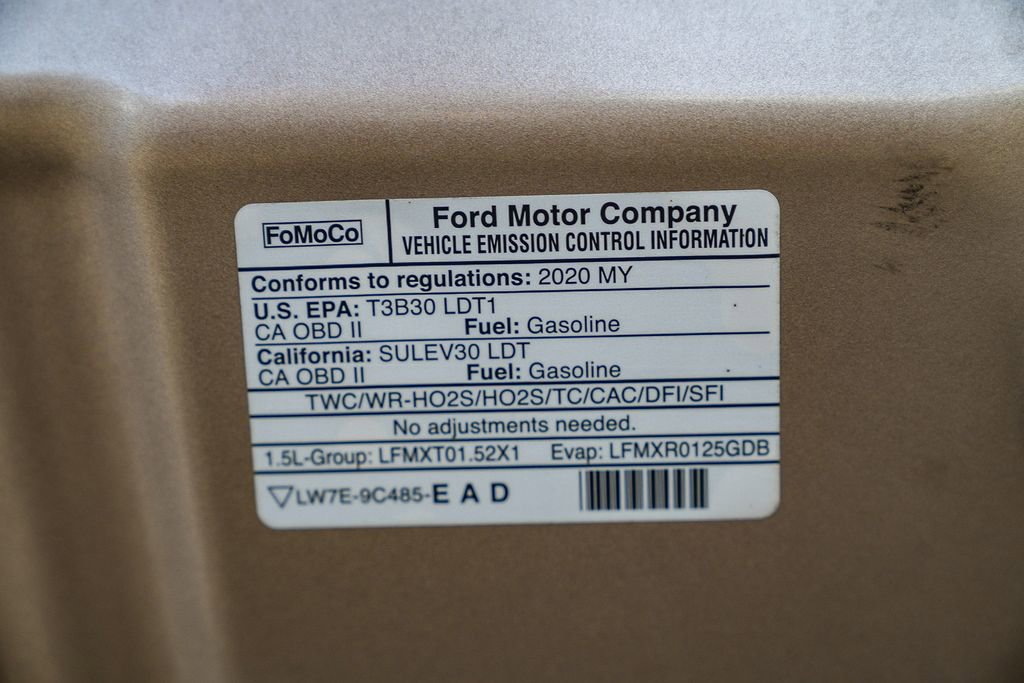 FoMoCo
Ford Motor Company
VEHICLE EMISSION CONTROL INFORMATION
Conforms to regulations: 2020 MY
U.S. EPA: T3B30 LDT1
CA OBD II Fuel: Gasoline
California: SULEV30 LDT
CA OBD II Fuel: Gasoline
TWC/WR-HO2S/HO2S/TC/CAC/DFI/SFI
No adjustments needed.
1.5L-Group: LFMXT01.52X1 Evap: LFMXR0125GDB
LW7E-9C485-E A D